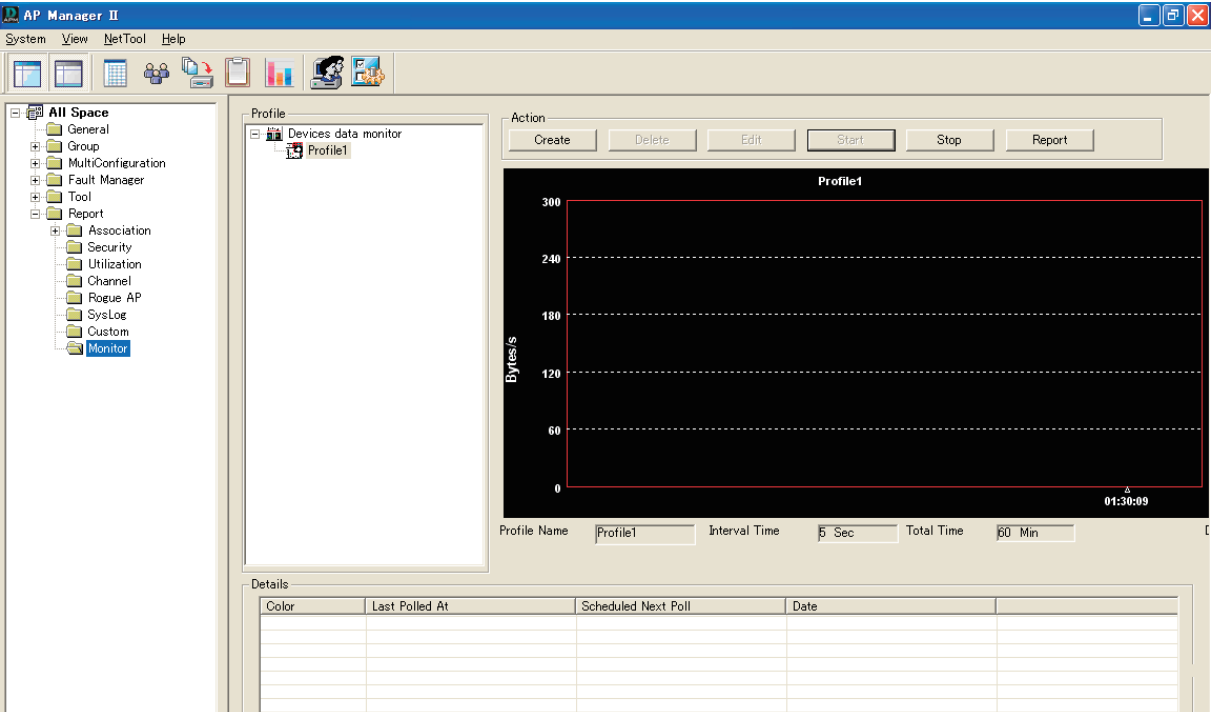 AP Manager II
System View NetTool Help
All Space
General
Group
MultiConfiguration
Fault Manager
Tool
Report
Association
Security
Utilization
Channel
Rogue AP
SysLog
Custom
Monitor
Profile
Devices data monitor
Profile1
Action
Create Delete Edit Start Stop Report
Profile1
300
240
180
120
60
0
Bytes/s
01:30:09
Profile Name Profile1 Interval Time 5 Sec Total Time 60 Min
Details
Color Last Polled At Scheduled Next Poll Date